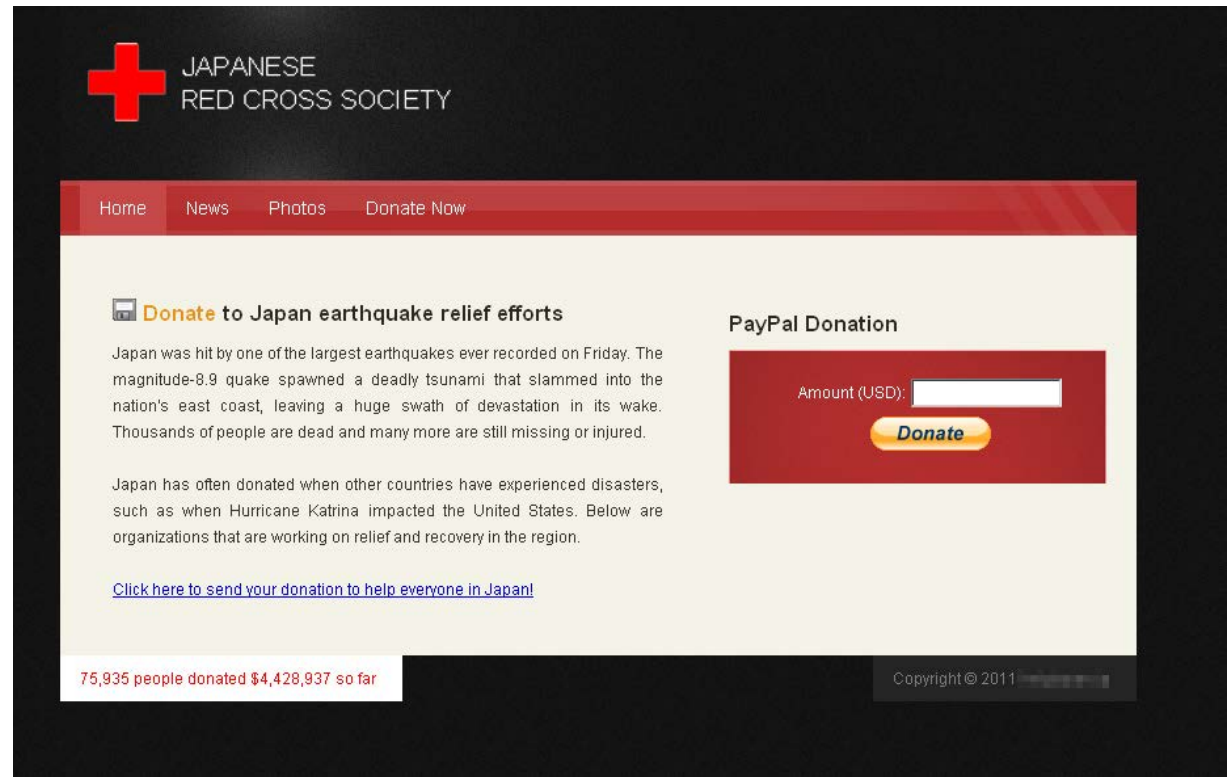 JAPANESE
RED CROSS SOCIETY
Home News Photos Donate Now
Donate to Japan earthquake relief efforts
Japan was hit by one of the largest earthquakes ever recorded on Friday. The
magnitude-8.9 quake spawned a deadly tsunami that slammed into the
nation's east coast, leaving a huge swath of devastation in its wake.
Thousands of people are dead and many more are still missing or injured.
Japan has often donated when other countries have experienced disasters,
such as when Hurricane Katrina impacted the United States. Below are
organizations that are working on relief and recovery in the region.
Click here to send your donation to help everyone in Japan!
PayPal Donation
Amount (USD):
Donate
75,935 people donated $4,428,937 so far
Copyright © 2011